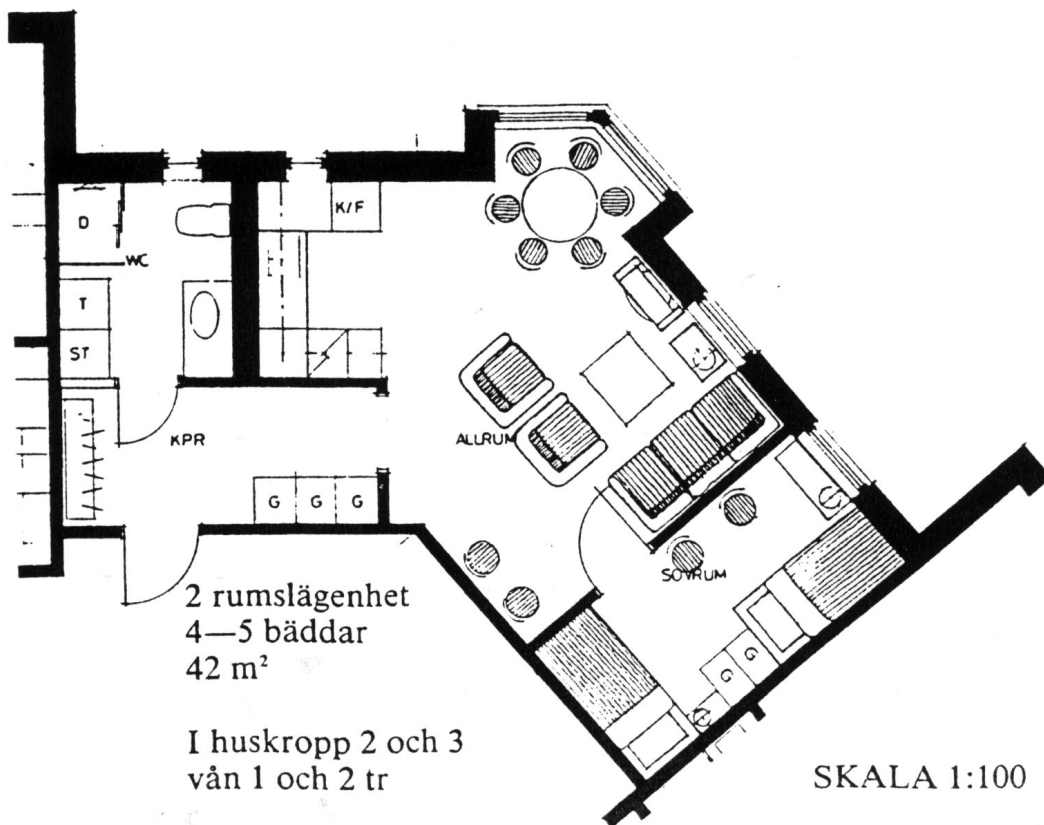 K/F
D
WC
T
ST
KPR
ALLRUM
G G G
SOVRUM
G
G
2 rumslägenhet
4—5 bäddar
42 m²
I huskropp 2 och 3
vån 1 och 2 tr
SKALA 1:100